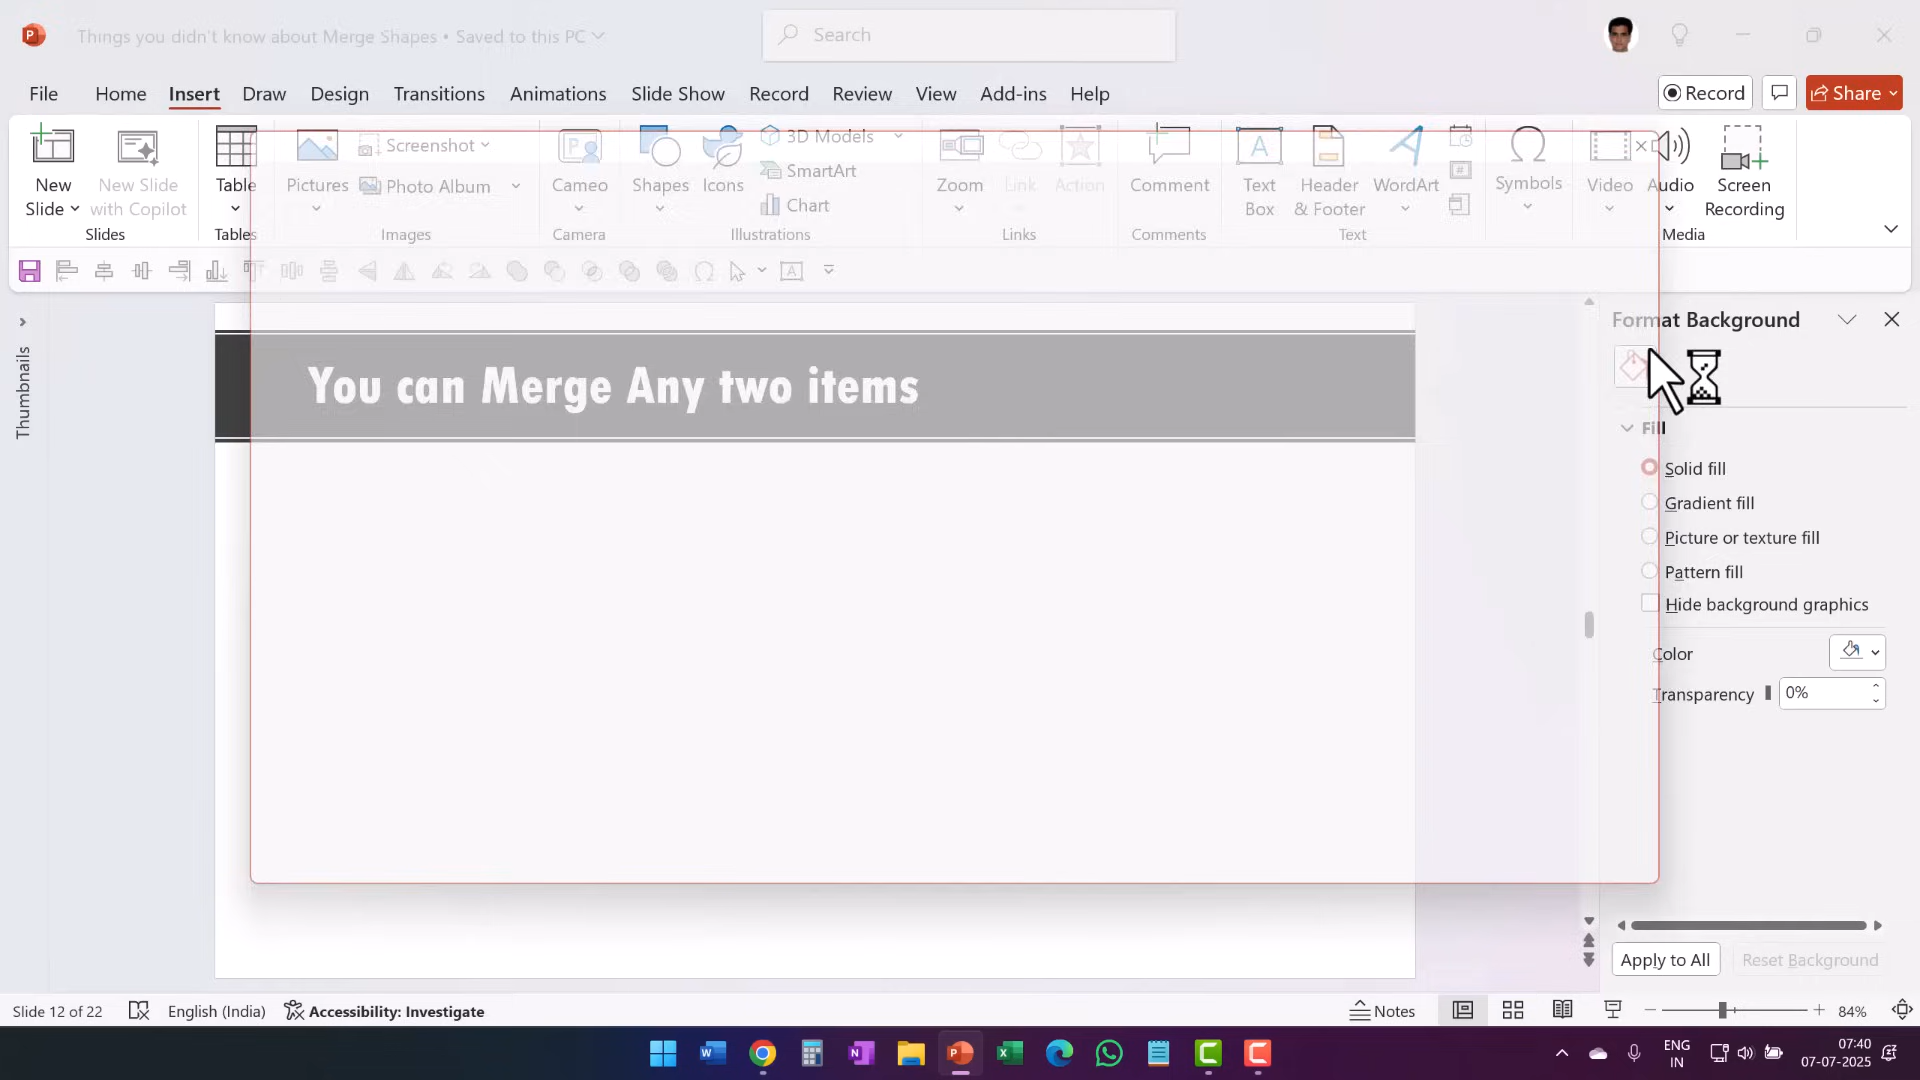 Things you didn't know about Merge Shapes • Saved to this PC
Search
File Home Insert Draw Design Transitions Animations Slide Show Record Review View Add-ins Help
Record
Share
New Slide
New Slide with Copilot
Slides
Table
Tables
Pictures
Screenshot
Photo Album
Images
Cameo
Camera
Shapes
Icons
3D Models
SmartArt
Chart
Illustrations
Zoom
Link
Action
Links
Comment
Comments
Text Box
Header & Footer
WordArt
Text
Symbols
Video
Audio
Screen Recording
Media
Thumbnails
You can Merge Any two items
Format Background
Fill
Solid fill
Gradient fill
Picture or texture fill
Pattern fill
Hide background graphics
Color
Transparency 0%
Apply to All
Reset Background
Slide 12 of 22 English (India) Accessibility: Investigate
Notes
84%
ENG
IN
07:40
07-07-2025